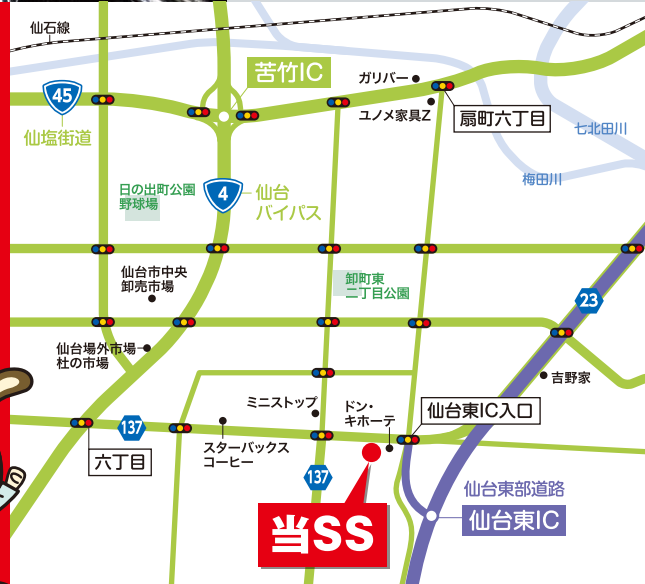 仙石線
苦竹IC
ガリバー
45
ユノメ家具Z
扇町六丁目
仙塩街道
七北田川
梅田川
日の出町公園
野球場
4
仙台
バイパス
仙台市中央
卸売市場
卸町東
二丁目公園
23
仙台場外市場
杜の市場
吉野家
ミニストップ
ドン・
キホーテ
仙台東IC入口
137
スターバックス
コーヒー
六丁目
137
仙台東部道路
仙台東IC
当SS